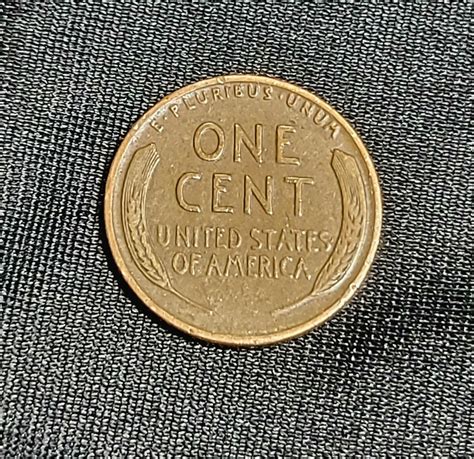 E·PLURIBUS·UNUM
ONE
CENT
UNITED STATES
OF AMERICA